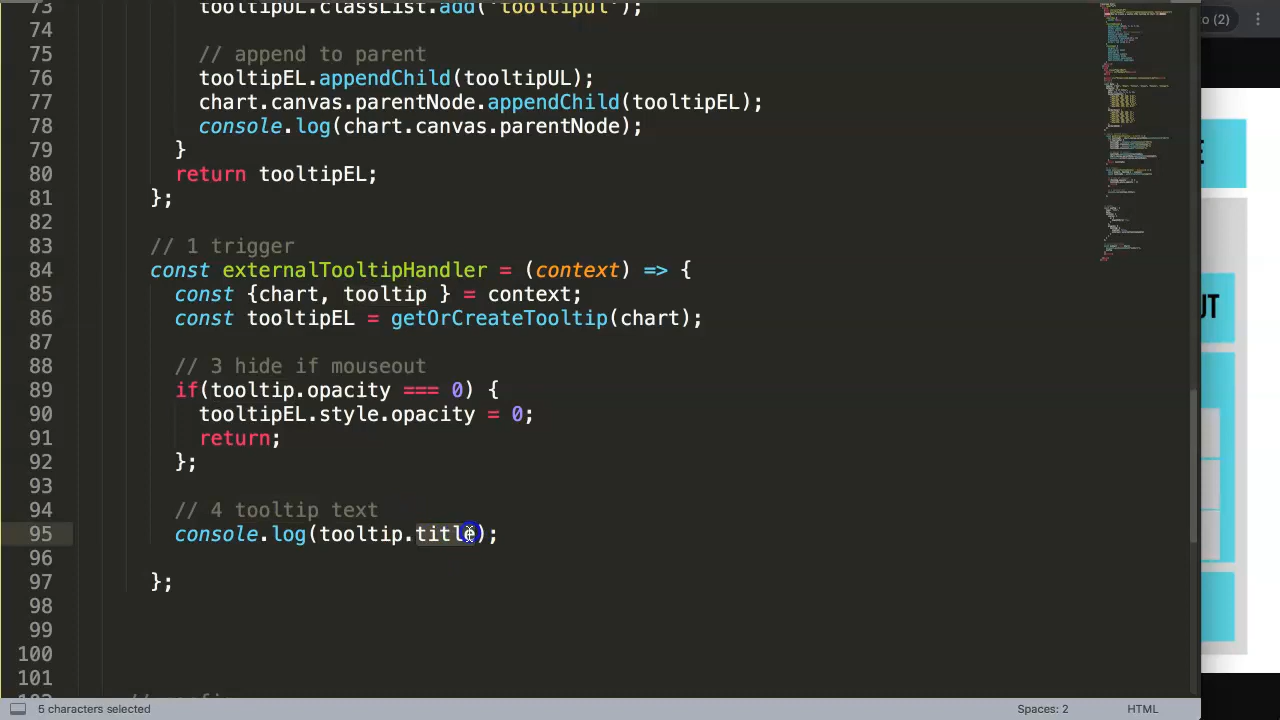 73 tooltipUL.classList.add('tooltipul');
74
75 // append to parent
76 tooltipEL.appendChild(tooltipUL);
77 chart.canvas.parentNode.appendChild(tooltipEL);
78 console.log(chart.canvas.parentNode);
79 }
80 return tooltipEL;
81 };
82
83 // 1 trigger
84 const externalTooltipHandler = (context) => {
85 const {chart, tooltip } = context;
86 const tooltipEL = getOrCreateTooltip(chart);
87
88 // 3 hide if mouseout
89 if(tooltip.opacity === 0) {
90 tooltipEL.style.opacity = 0;
91 return;
92 };
93
94 // 4 tooltip text
95 console.log(tooltip.title);
96
97 };
98
99
100
101
5 characters selected Spaces: 2 HTML
(2)
E
UT